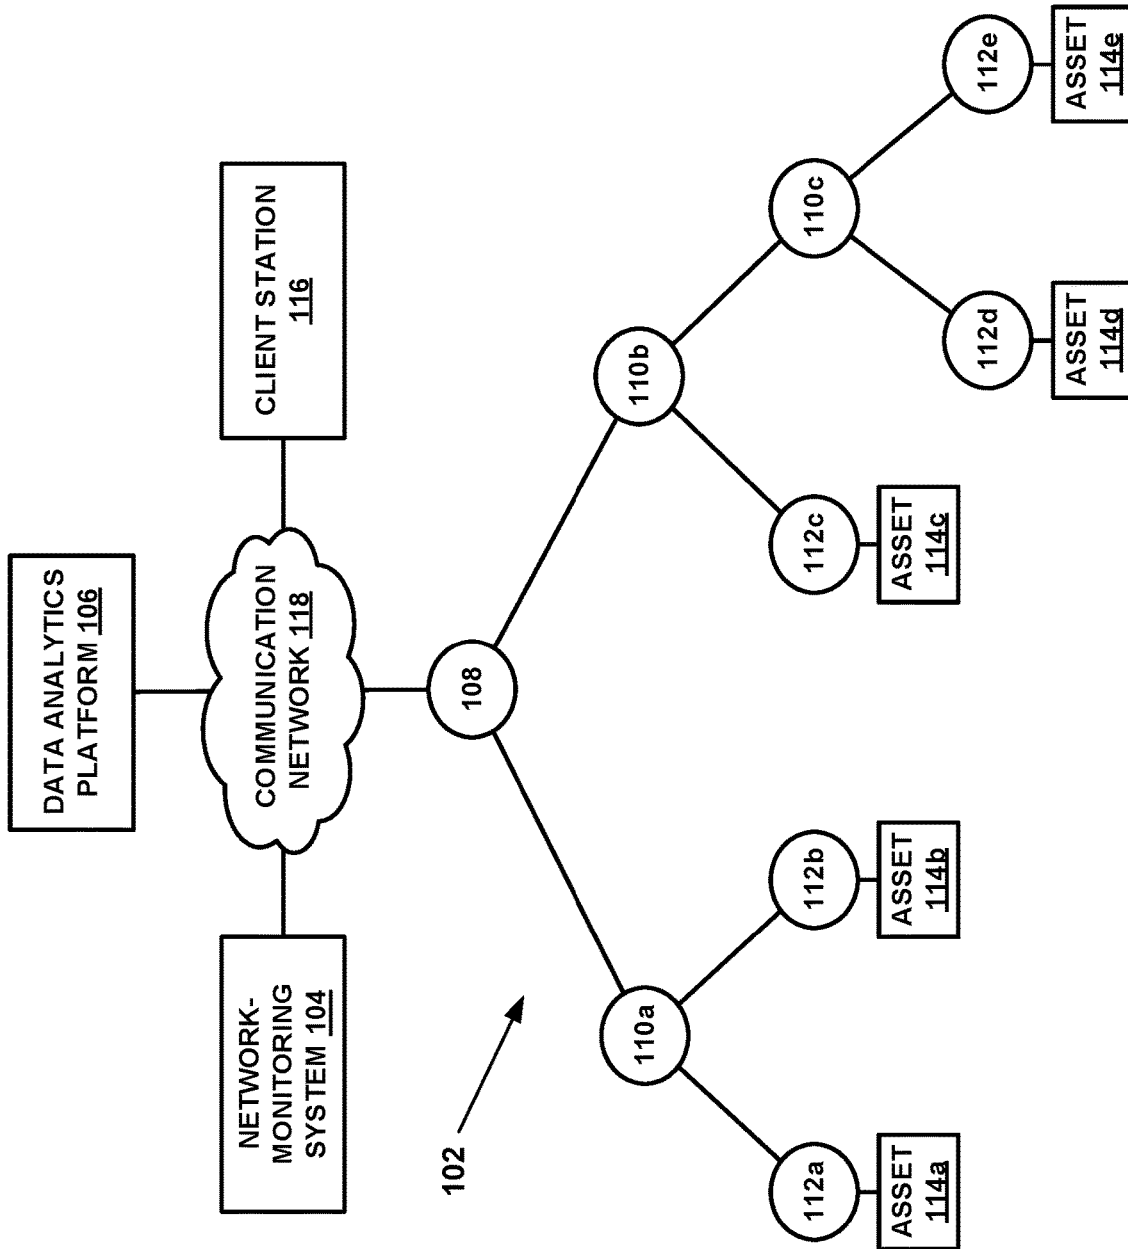 DATA ANALYTICS
PLATFORM 106
NETWORK-
MONITORING
SYSTEM 104
COMMUNICATION
NETWORK 118
CLIENT STATION
116
102
108
110a
110b
112a
112b
112c
110c
ASSET
114a
ASSET
114b
ASSET
114c
112d
112e
ASSET
114d
ASSET
114e